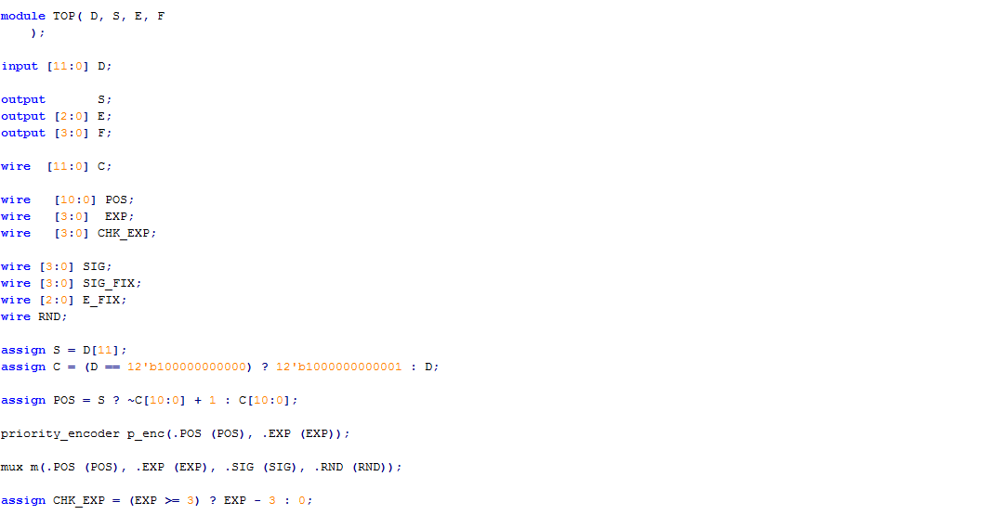 module TOP( D, S, E, F
);
input [11:0] D;
output S;
output [2:0] E;
output [3:0] F;
wire [11:0] C;
wire [10:0] POS;
wire [3:0] EXP;
wire [3:0] CHK_EXP;
wire [3:0] SIG;
wire [3:0] SIG_FIX;
wire [2:0] E_FIX;
wire RND;
assign S = D[11];
assign C = (D == 12'b100000000000) ? 12'b1000000000001 : D;
assign POS = S ? ~C[10:0] + 1 : C[10:0];
priority_encoder p_enc(.POS (POS), .EXP (EXP));
mux m(.POS (POS), .EXP (EXP), .SIG (SIG), .RND (RND));
assign CHK_EXP = (EXP >= 3) ? EXP - 3 : 0;